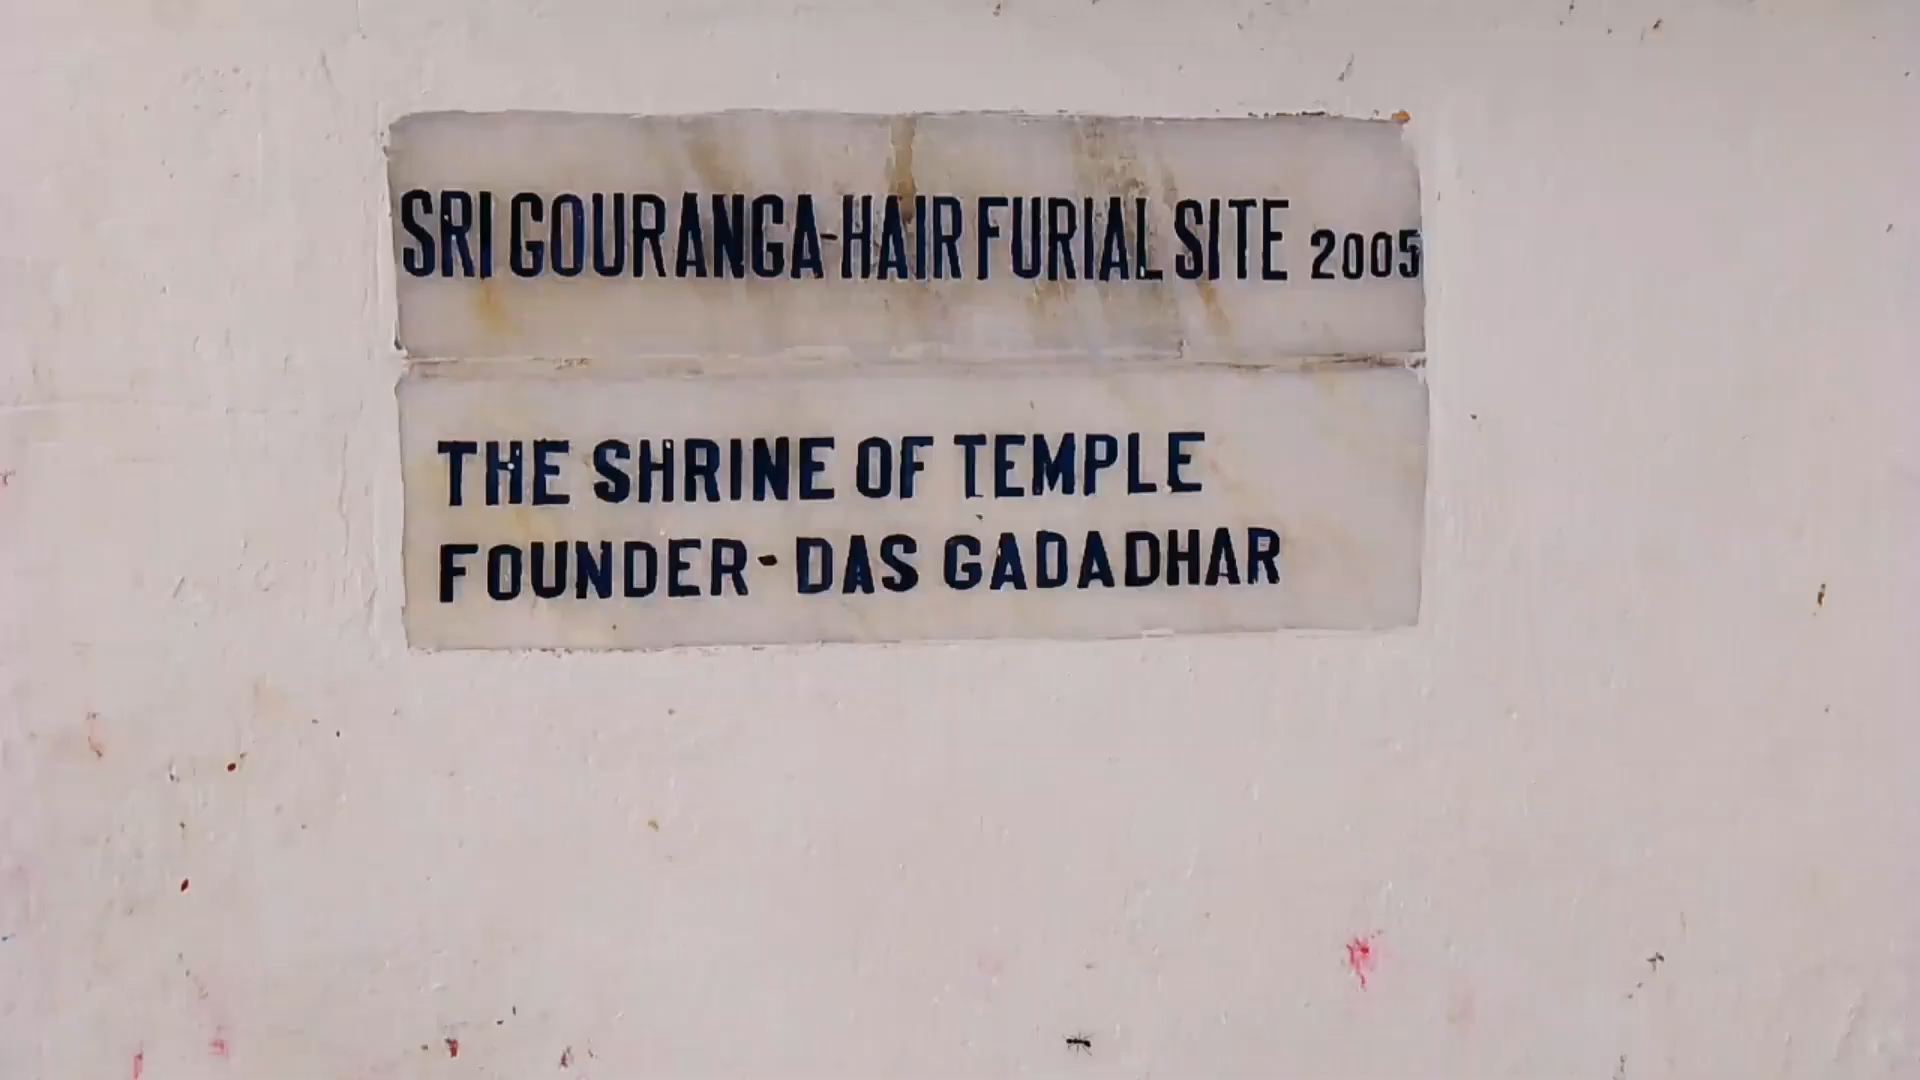 SRI GOURANGA-HAIR FURIAL SITE 2005
THE SHRINE OF TEMPLE
FOUNDER-DAS GADADHAR